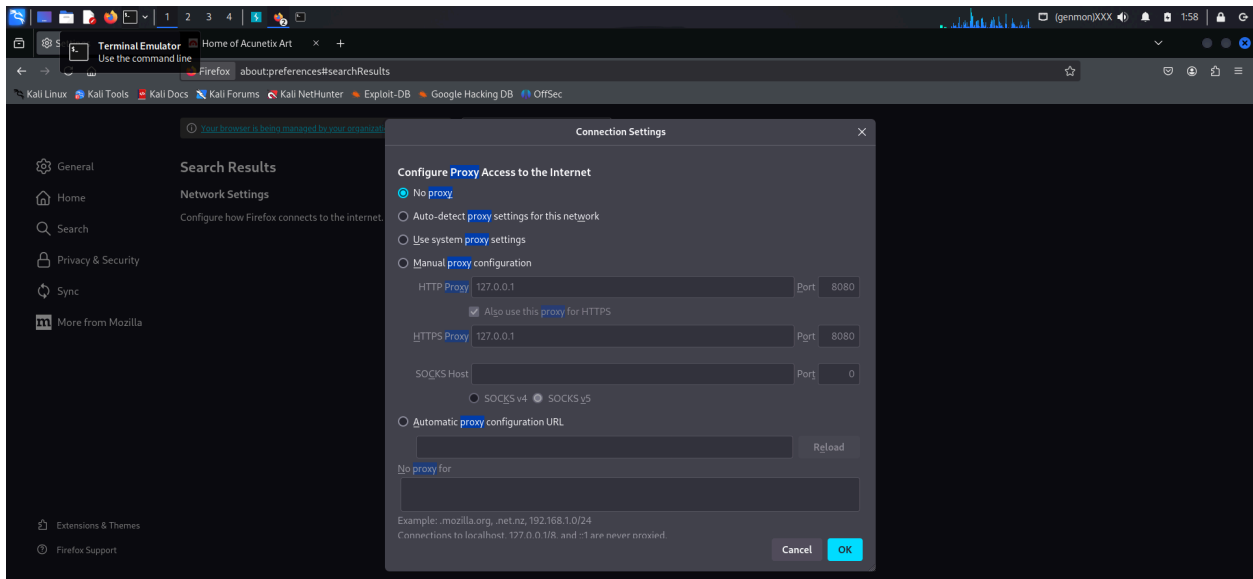 1 2 3 4
(genmon)XXX
1:58
Terminal Emulator
Use the command line
Home of Acunetix Art
Firefox about:preferences#searchResults
Kali Linux Kali Tools Kali Docs Kali Forums Kali NetHunter Exploit-DB Google Hacking DB OffSec
Your browser is being managed by your organizati
Connection Settings
General
Home
Search
Privacy & Security
Sync
More from Mozilla
Extensions & Themes
Firefox Support
Search Results
Network Settings
Configure how Firefox connects to the internet.
Configure Proxy Access to the Internet
No proxy
Auto-detect proxy settings for this network
Use system proxy settings
Manual proxy configuration
HTTP Proxy 127.0.0.1 Port 8080
Also use this proxy for HTTPS
HTTPS Proxy 127.0.0.1 Port 8080
SOCKS Host Port 0
SOCKS v4 SOCKS v5
Automatic proxy configuration URL
Reload
No proxy for
Example: .mozilla.org, .net.nz, 192.168.1.0/24
Connections to localhost, 127.0.0.1/8, and ::1 are never proxied.
Cancel OK